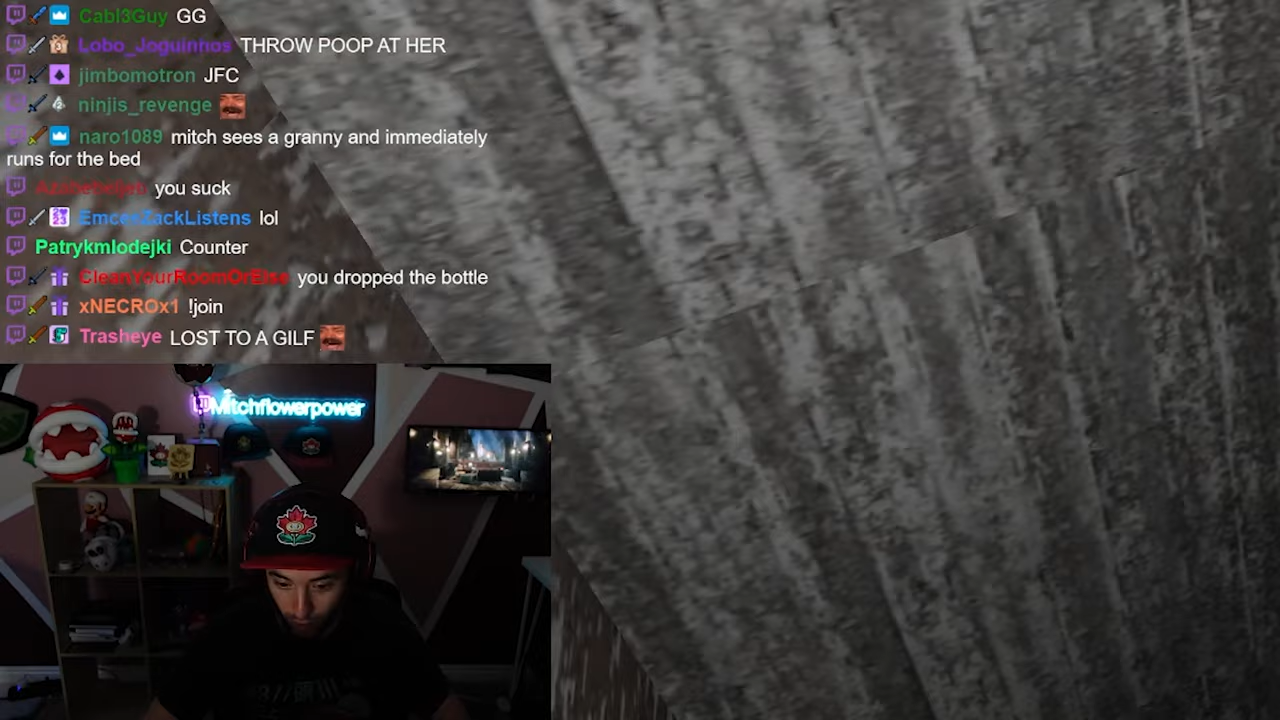 Cabl3Guy GG
Lobo_Joguinhos THROW POOP AT HER
jimbomotron JFC
ninjis_revenge
naro1089 mitch sees a granny and immediately
runs for the bed
you suck
EmceeZackListens lol
Patrykmlodejki Counter
CleanYourRoomOrElse you dropped the bottle
xNECROx1 !join
Trasheye LOST TO A GILF
Mitchflowerpower